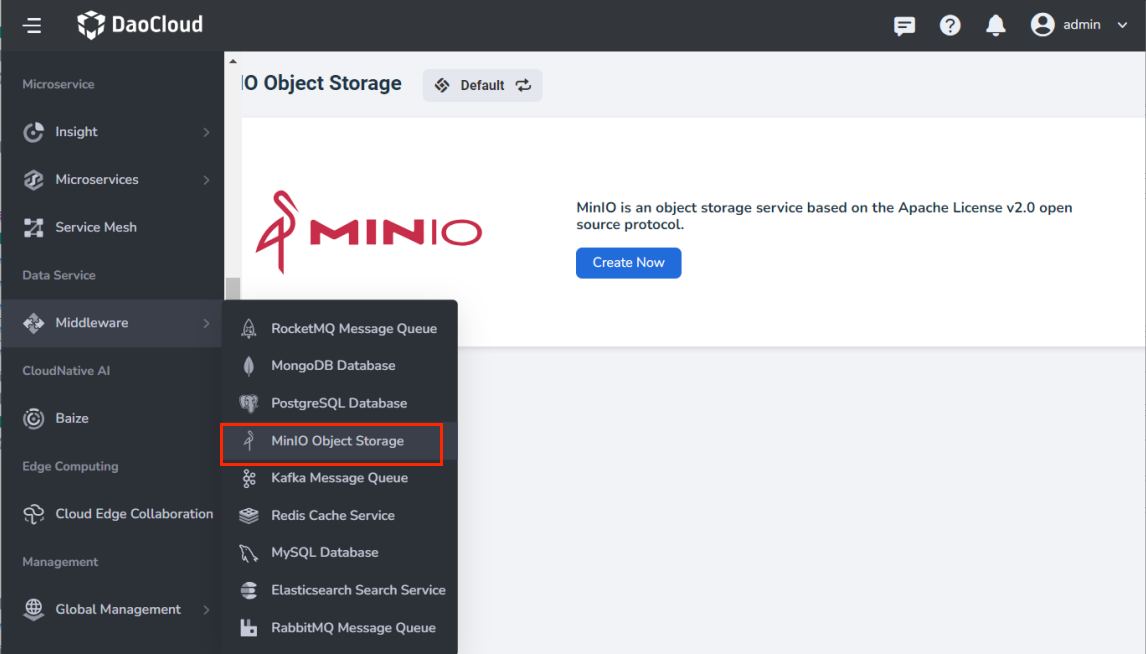 DaoCloud
admin
Microservice
Insight
Microservices
Service Mesh
Data Service
Middleware
CloudNative AI
Baize
Edge Computing
Cloud Edge Collaboration
Management
Global Management
IO Object Storage
Default
MINIO
MinIO is an object storage service based on the Apache License v2.0 open
source protocol.
Create Now
RocketMQ Message Queue
MongoDB Database
PostgreSQL Database
MinIO Object Storage
Kafka Message Queue
Redis Cache Service
MySQL Database
Elasticsearch Search Service
RabbitMQ Message Queue